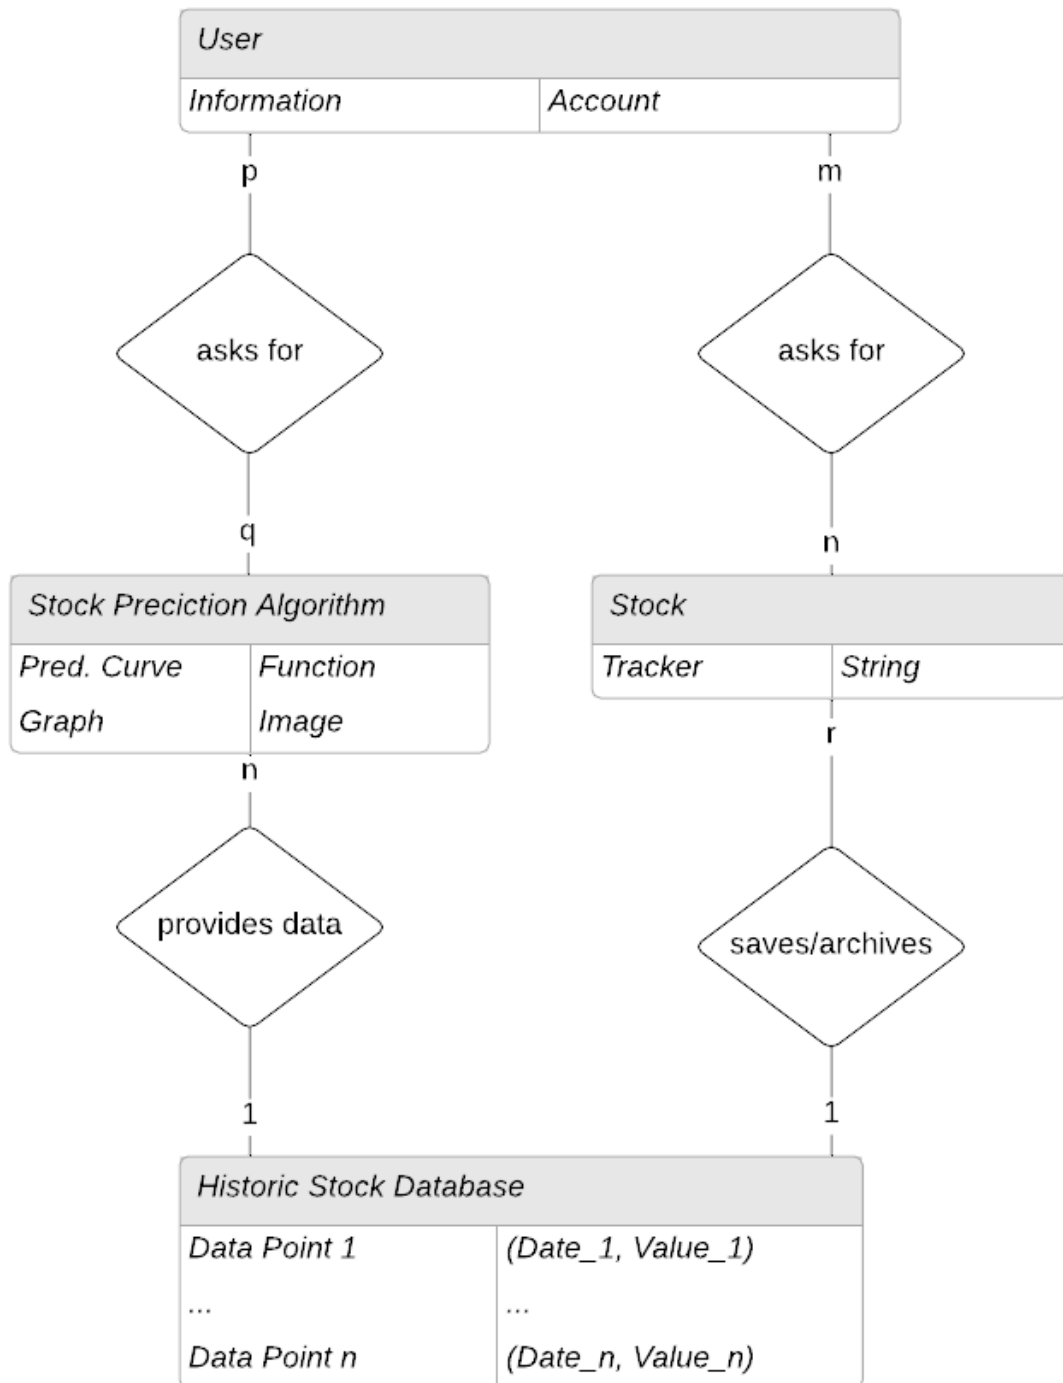 User
Information Account
p m
asks for asks for
q n
Stock Preciction Algorithm Stock
Pred. Curve Function Tracker String
Graph Image
n r
provides data saves/archives
1 1
Historic Stock Database
Data Point 1 (Date_1, Value_1)
... ...
Data Point n (Date_n, Value_n)